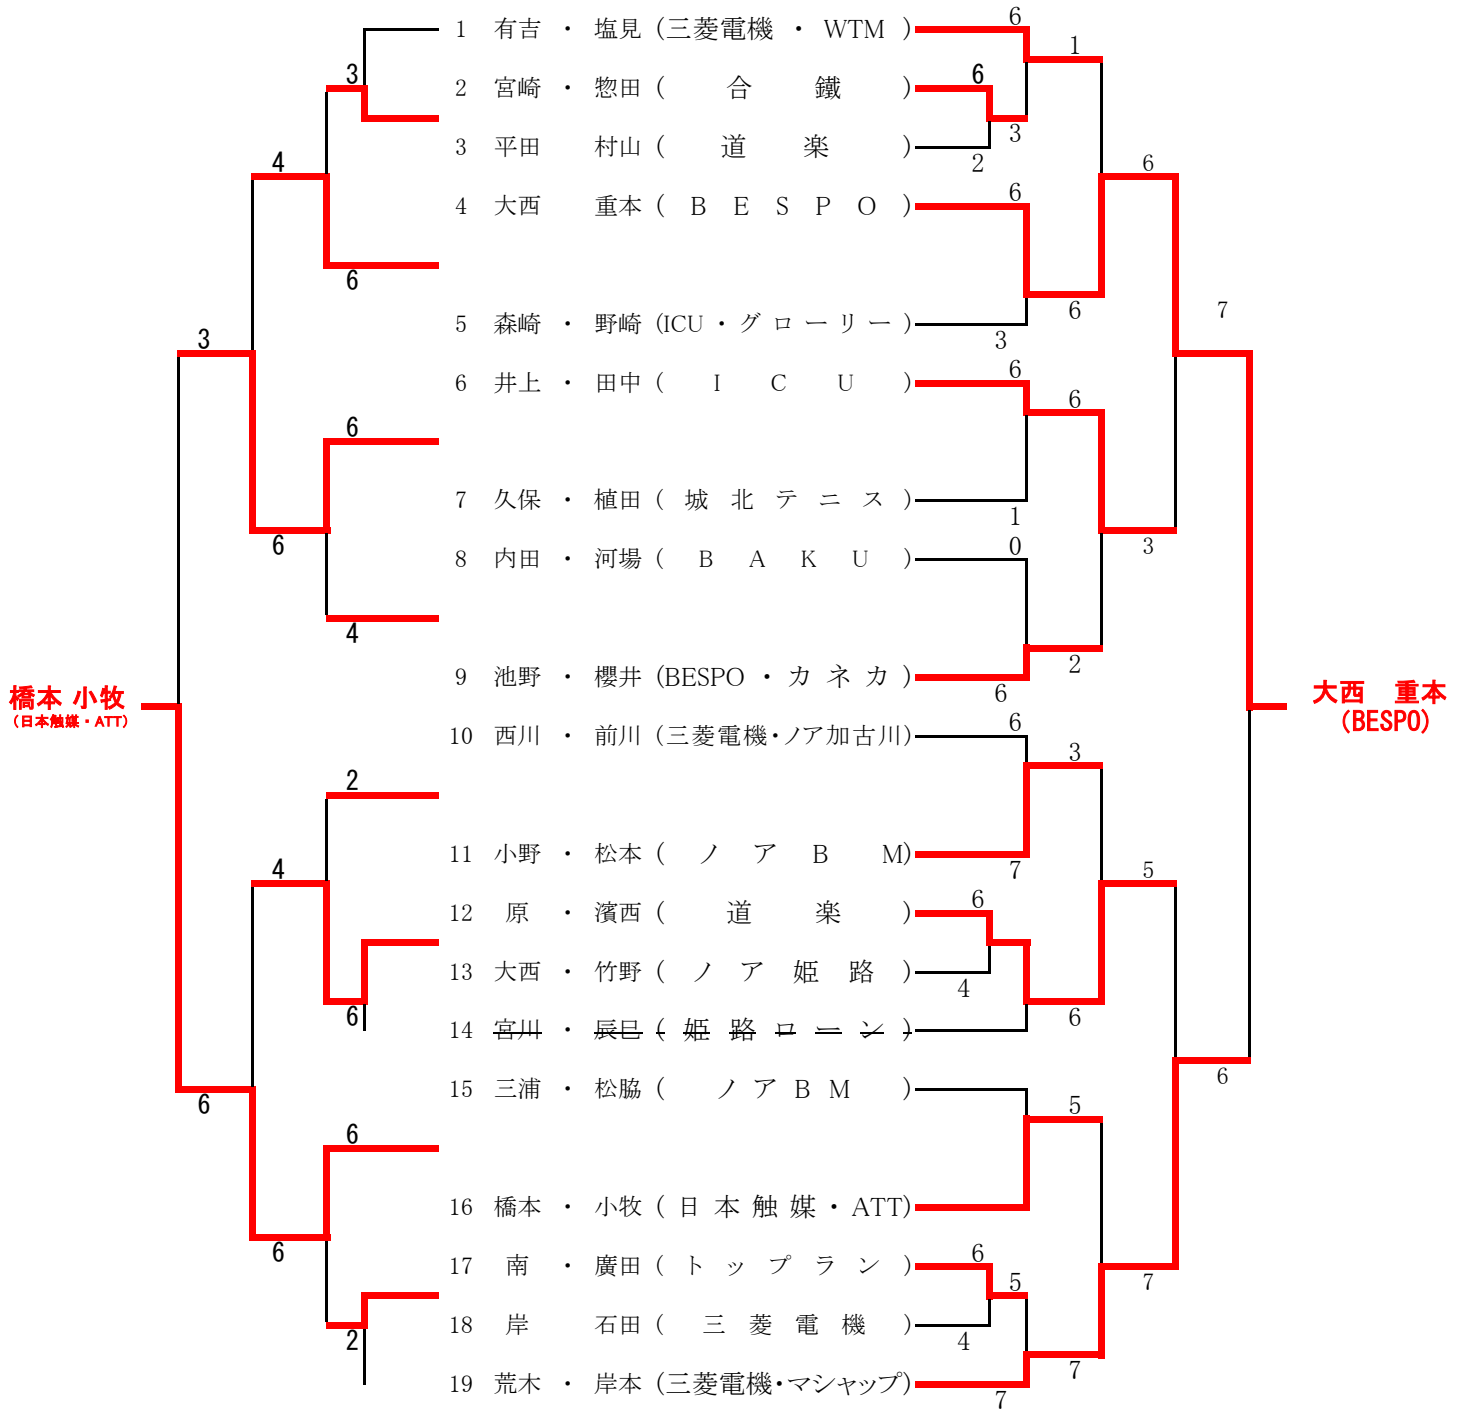 6
1 有吉 ・ 塩見 (三菱電機 ・ WTM )
1
3
2 宮崎 ・ 惣田 ( 合 鐵 )
6
3
3 平田 村山 ( 道 楽 )
2
4
6
4 大西 重本 ( B E S P O )
6
6
6
7
5 森崎 ・ 野崎 (ICU ・ グ ロ ー リ ー )
3
3
6
6 井上 ・ 田中 ( I C U )
6
6
7 久保 ・ 植田 ( 城 北 テ ニ ス )
1
6
0
3
8 内田 ・ 河場 ( B A K U )
4
2
9 池野 ・ 櫻井 (BESPO ・ カ ネ カ )
6
橋本 小牧
(日本触媒・ATT)
大西 重本
(BESPO)
6
10 西川 ・ 前川 (三菱電機・ノア加古川)
3
2
11 小野 ・ 松本 ( ノ ア B M)
7
4
5
6
12 原 ・ 濱西 ( 道 楽 )
13 大西 ・ 竹野 ( ノ ア 姫 路 )
4
6
6
14 宮川 ・ 辰巳 ( 姫 路 ロ ー ン )
6
15 三浦 ・ 松脇 ( ノ ア B M )
6
5
6
16 橋本 ・ 小牧 ( 日 本 触 媒 ・ ATT)
6
6
17 南 ・ 廣田 ( ト ッ プ ラ ン )
5
7
18 岸 石田 ( 三 菱 電 機 )
4
2
7
19 荒木 ・ 岸本 (三菱電機・マシャップ)
7